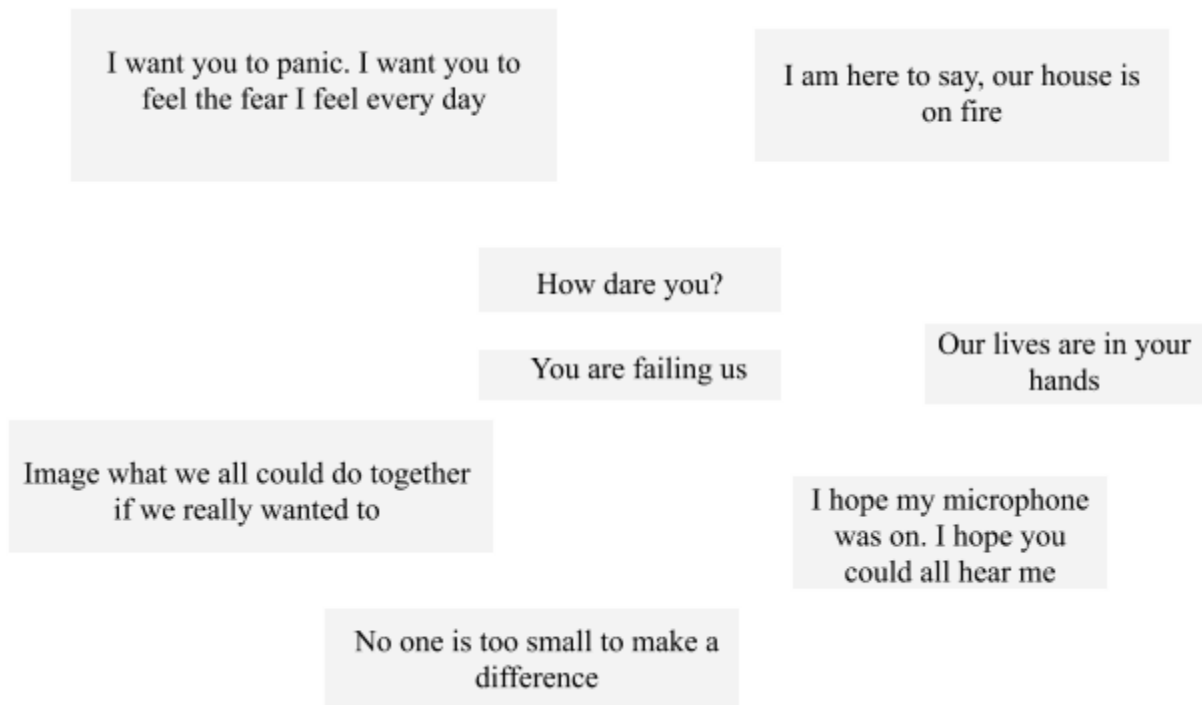 I want you to panic. I want you to
feel the fear I feel every day
I am here to say, our house is
on fire
How dare you?
You are failing us
Our lives are in your
hands
Image what we all could do together
if we really wanted to
I hope my microphone
was on. I hope you
could all hear me
No one is too small to make a
difference